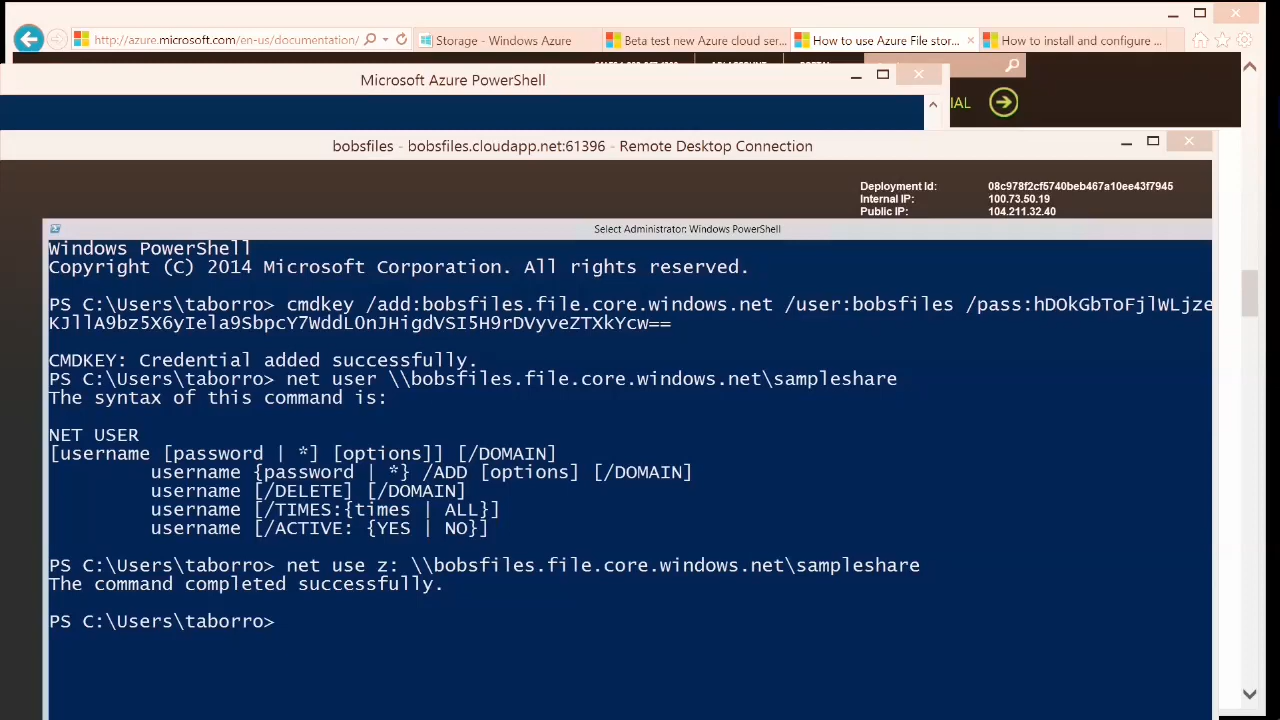 http://azure.microsoft.com/en-us/documentation/
Storage - Windows Azure
Beta test new Azure cloud ser...
How to use Azure File stor...
How to install and configure ...
IAL
Microsoft Azure PowerShell
bobsfiles - bobsfiles.cloudapp.net:61396 - Remote Desktop Connection
Deployment Id: 08c978f2cf5740beb467a10ee43f7945
Internal IP: 100.73.50.19
Public IP: 104.211.32.40
Select Administrator: Windows PowerShell
Windows PowerShell
Copyright (C) 2014 Microsoft Corporation. All rights reserved.
PS C:\Users\taborro> cmdkey /add:bobsfiles.file.core.windows.net /user:bobsfiles /pass:hDOkGbToFjlWLjze
KJllA9bz5X6yIela9SbpcY7WddLOnJHigdVSI5H9rDVyveZTXkYcw==
CMDKEY: Credential added successfully.
PS C:\Users\taborro> net user \\bobsfiles.file.core.windows.net\sampleshare
The syntax of this command is:
NET USER
[username [password | *] [options]] [/DOMAIN]
username {password | *} /ADD [options] [/DOMAIN]
username [/DELETE] [/DOMAIN]
username [/TIMES:{times | ALL}]
username [/ACTIVE: {YES | NO}]
PS C:\Users\taborro> net use z: \\bobsfiles.file.core.windows.net\sampleshare
The command completed successfully.
PS C:\Users\taborro>